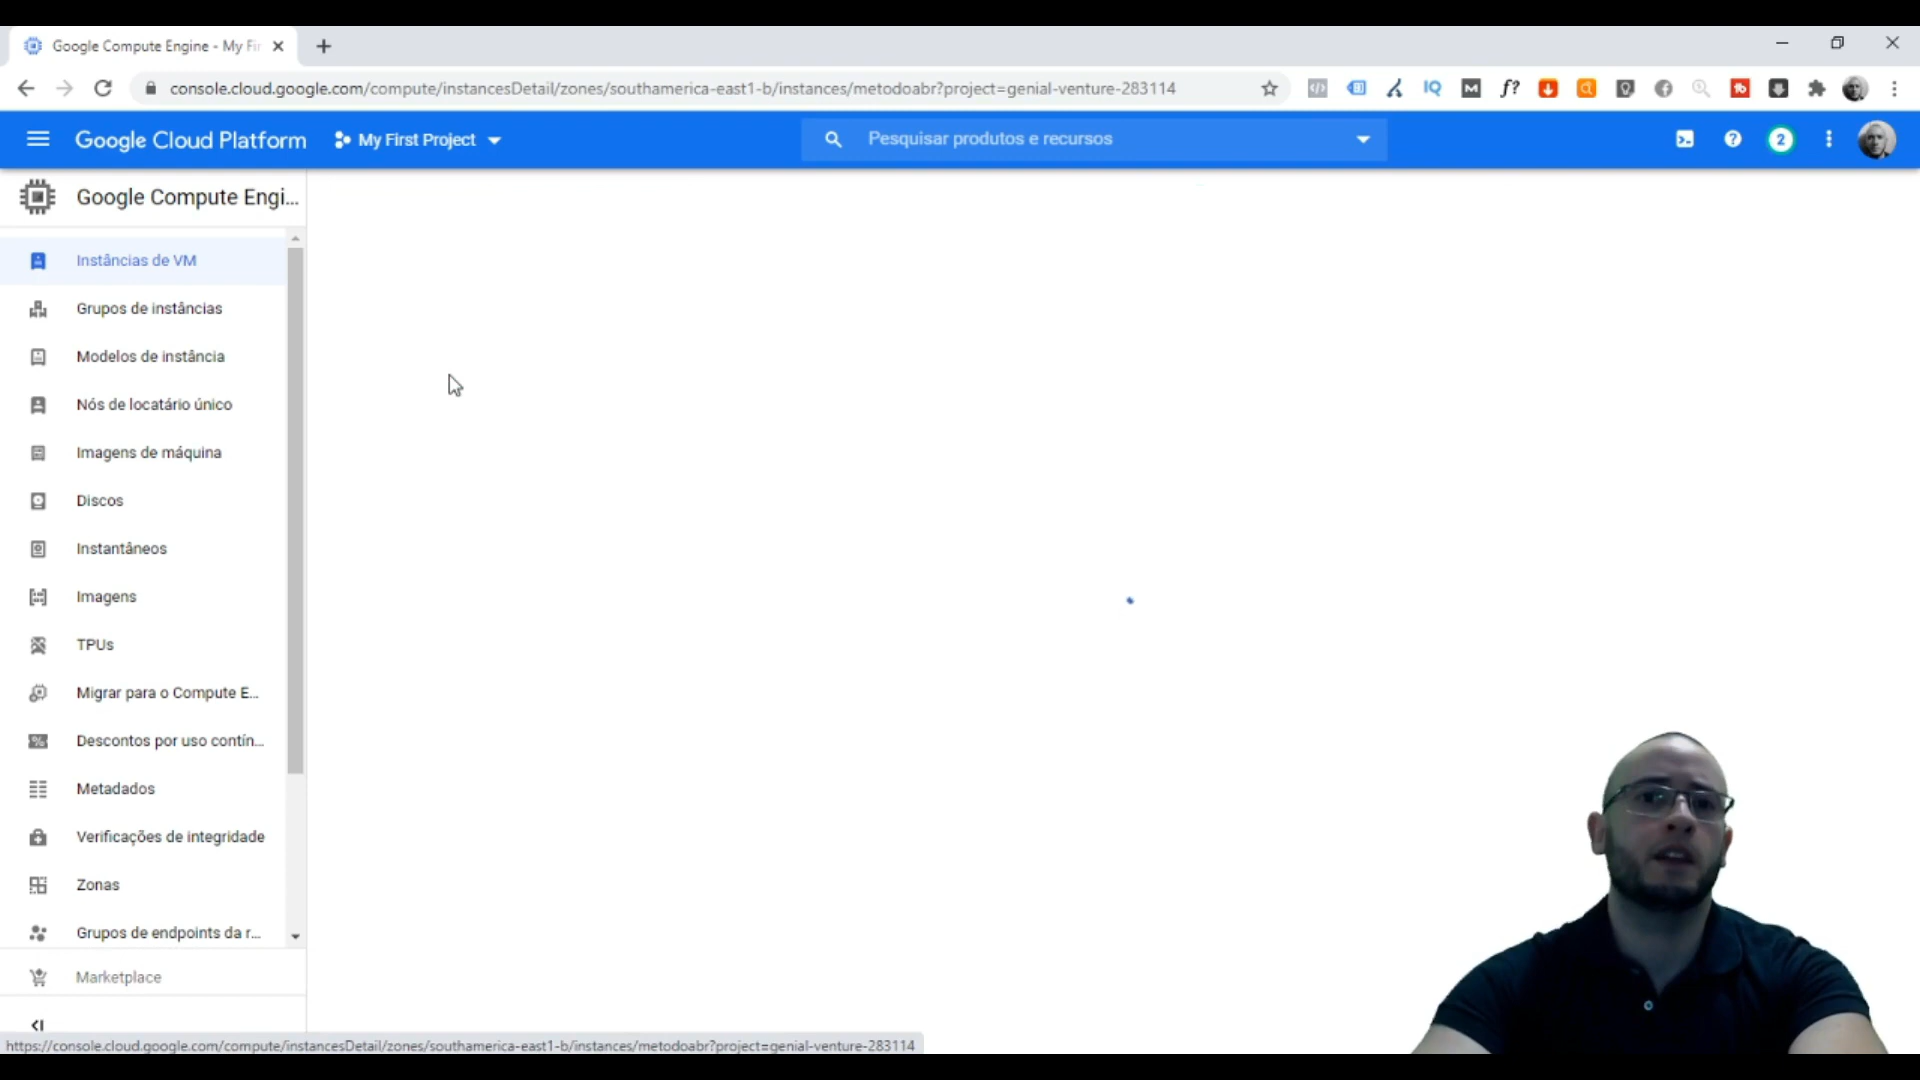 Google Compute Engine - My Fir
console.cloud.google.com/compute/instancesDetail/zones/southamerica-east1-b/instances/metodoabr?project=genial-venture-283114
Google Cloud Platform
My First Project
Pesquisar produtos e recursos
2
Google Compute Engi...
Instâncias de VM
Grupos de instâncias
Modelos de instância
Nós de locatário único
Imagens de máquina
Discos
Instantâneos
Imagens
TPUs
Migrar para o Compute E...
Descontos por uso contín...
Metadados
Verificações de integridade
Zonas
Grupos de endpoints da r...
Marketplace
https://console.cloud.google.com/compute/instancesDetail/zones/southamerica-east1-b/instances/metodoabr?project=genial-venture-283114